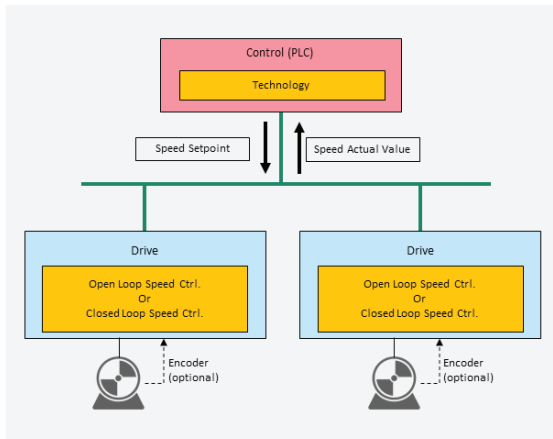 Control (PLC)
Technology
Speed Setpoint
Speed Actual Value
Drive
Open Loop Speed Ctrl.
Or
Closed Loop Speed Ctrl.
Encoder
(optional)
Drive
Open Loop Speed Ctrl.
Or
Closed Loop Speed Ctrl.
Encoder
(optional)